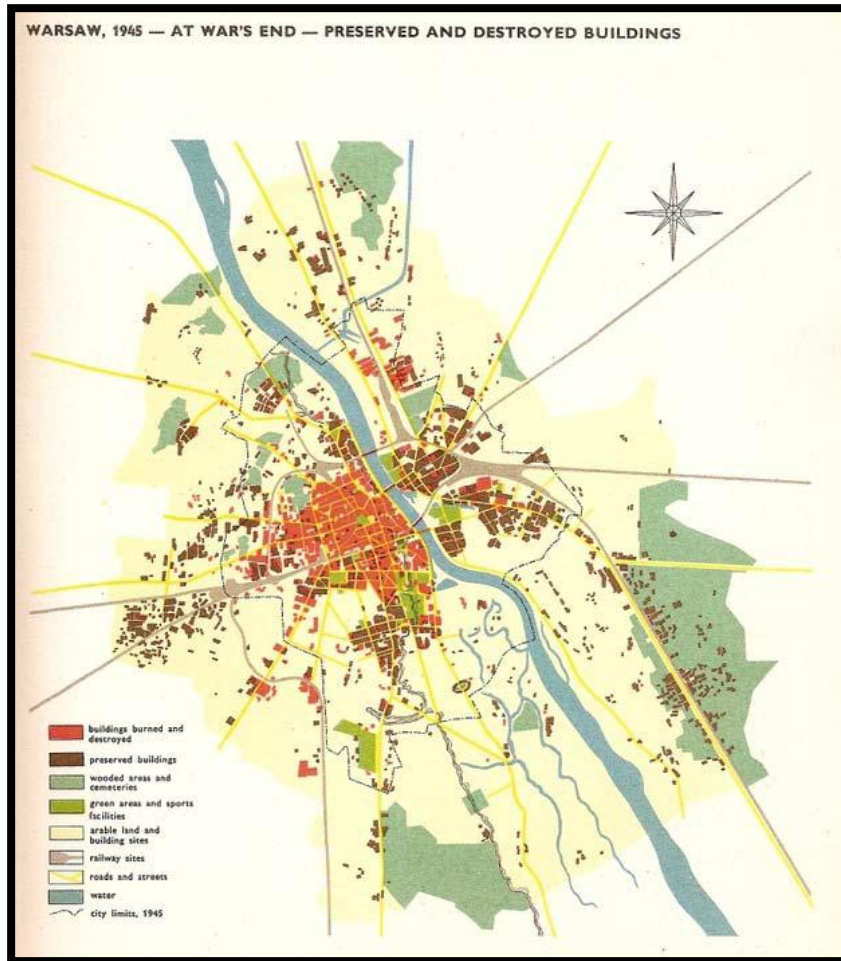 WARSAW, 1945 — AT WAR'S END — PRESERVED AND DESTROYED BUILDINGS
buildings burned and
destroyed
preserved buildings
wooded areas and
cemeteries
green areas and sports
facilities
arable land and
building sites
railway sites
roads and streets
water
city limits, 1945